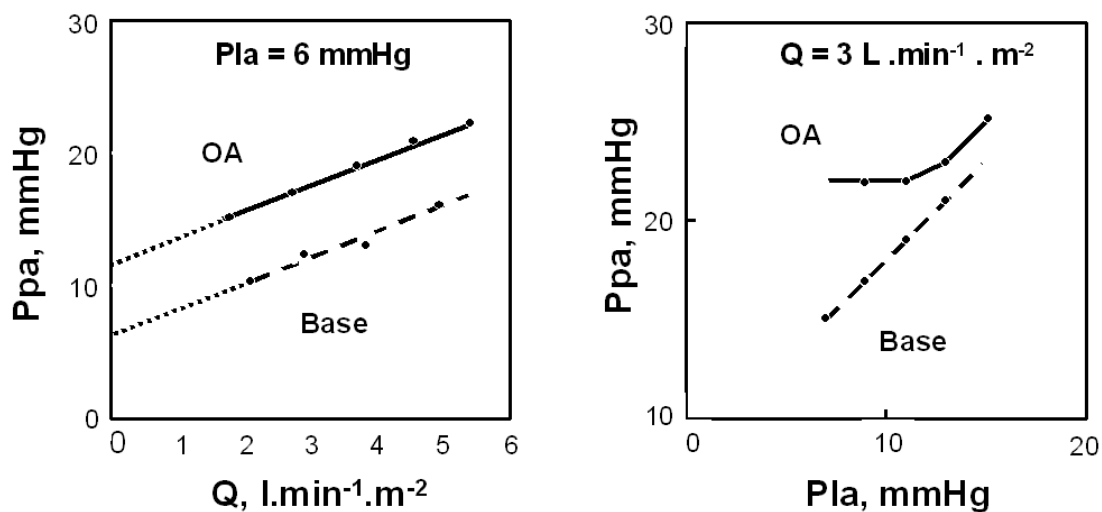 30
20
10
0
Ppa, mmHg
Pla = 6 mmHg
OA
Base
0 1 2 3 4 5 6
Q, l.min⁻¹.m⁻²
30
20
10
Ppa, mmHg
Q = 3 L .min⁻¹ . m⁻²
OA
Base
0 10 20
Pla, mmHg